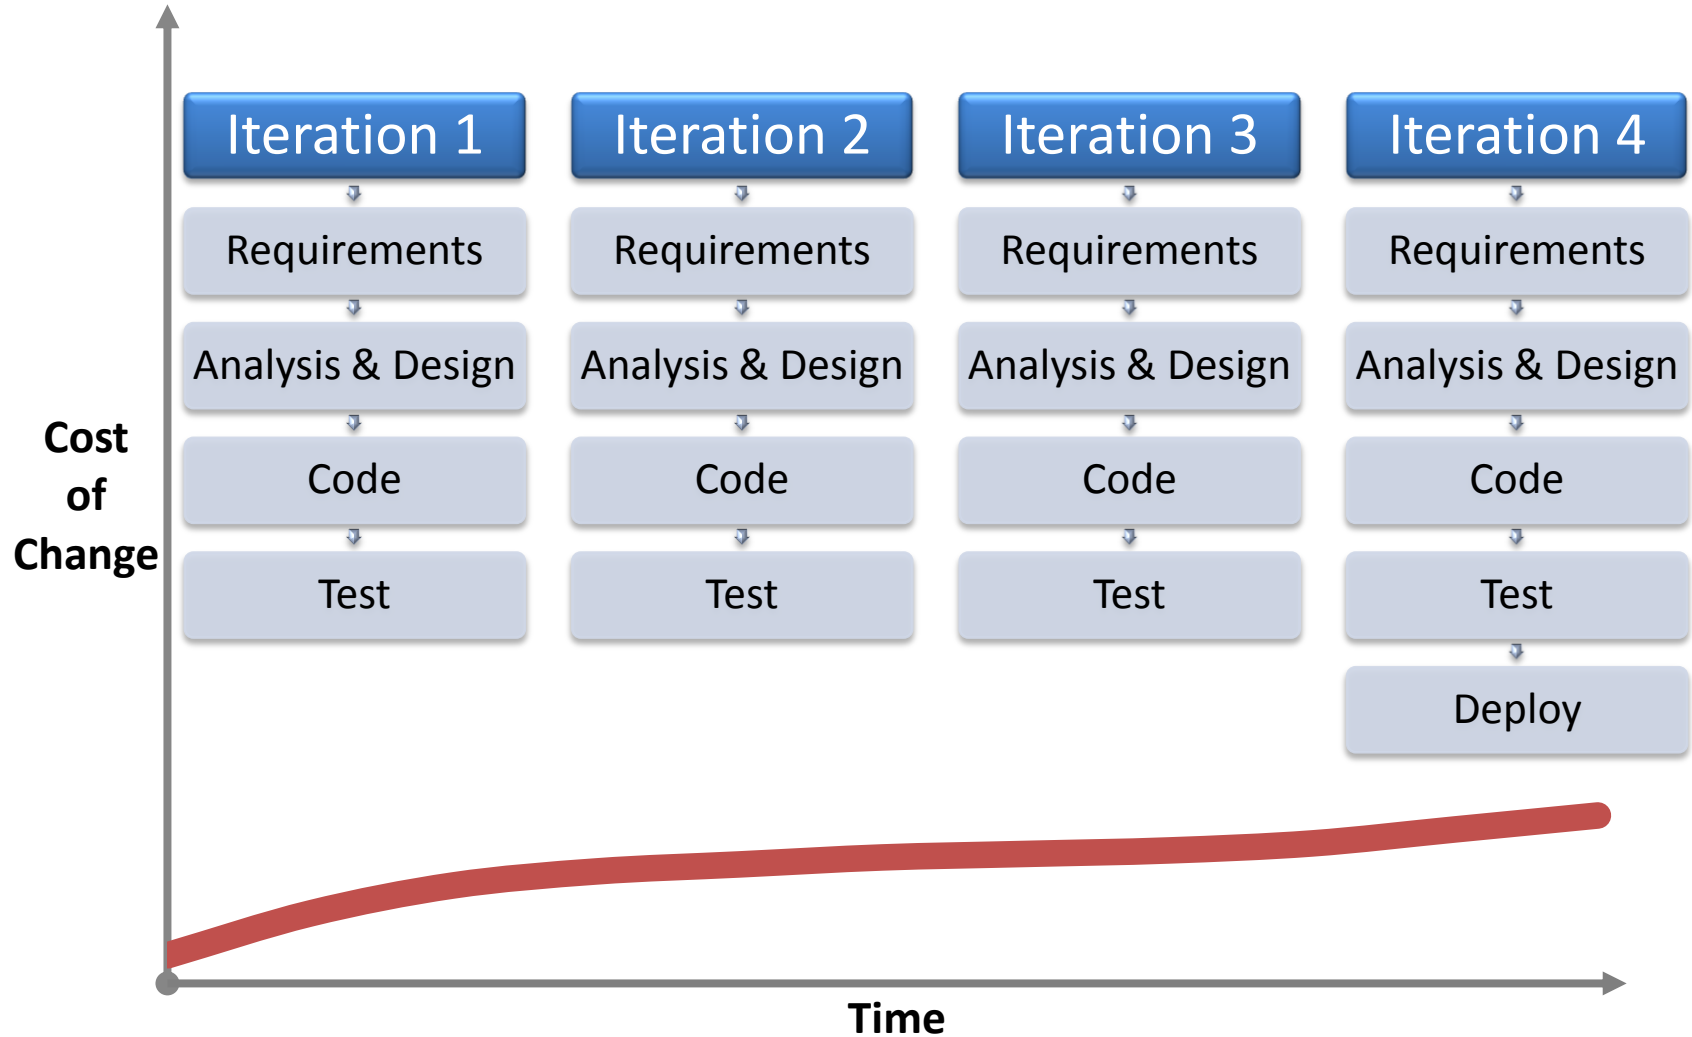 Iteration 1
Requirements
Analysis & Design
Code
Test
Iteration 2
Requirements
Analysis & Design
Code
Test
Iteration 3
Requirements
Analysis & Design
Code
Test
Iteration 4
Requirements
Analysis & Design
Code
Test
Deploy
Cost
of
Change
Time